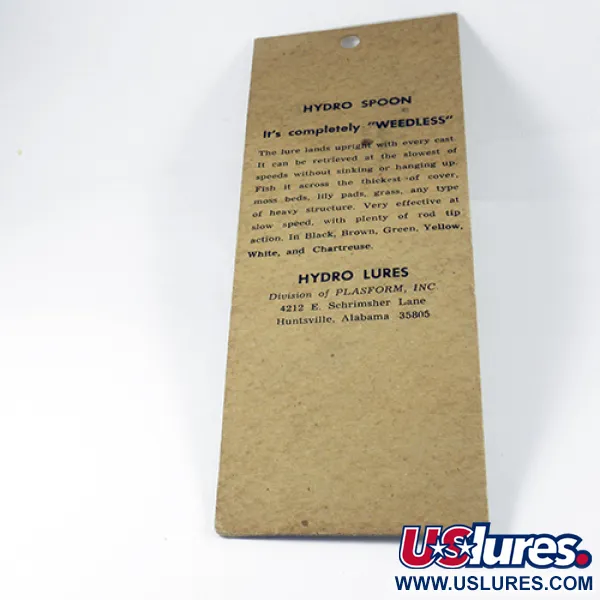 HYDRO SPOON
It's completely "WEEDLESS"
The lure lands upright with every cast.
It can be retrieved at the slowest of
speeds without sinking or hanging up.
Fish it across the thickest of cover,
moss beds, lily pads, grass, any type
of heavy structure. Very effective at
slow speed, with plenty of rod tip
action. In Black, Brown, Green, Yellow,
White, and Chartreuse.
HYDRO LURES
Division of PLASFORM, INC.
4212 E. Schrimsher Lane
Huntsville, Alabama 35805
USlures.
WWW.USLURES.COM